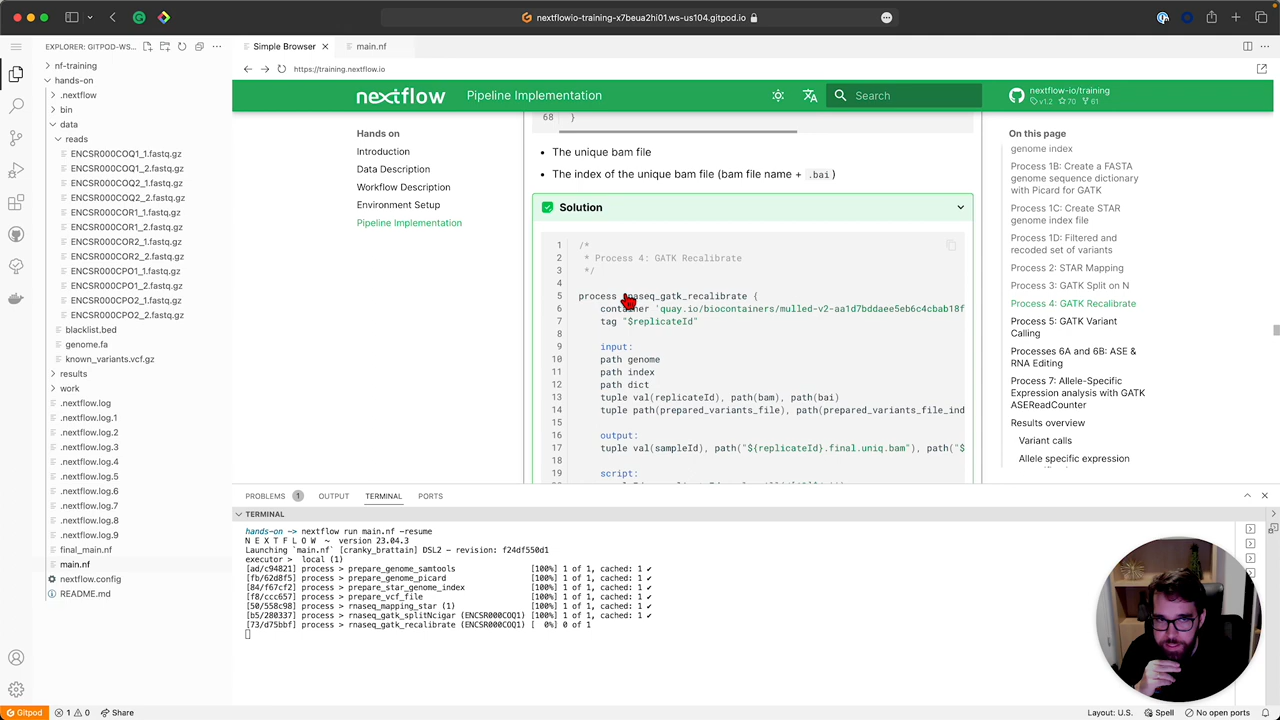 nextflowio-training-x7beua2hi01.ws-us104.gitpod.io
EXPLORER: GITPOD-WS...
nf-training
hands-on
.nextflow
bin
data
reads
ENCSR000COQ1_1.fastq.gz
ENCSR000COQ1_2.fastq.gz
ENCSR000COQ2_1.fastq.gz
ENCSR000COQ2_2.fastq.gz
ENCSR000COR1_1.fastq.gz
ENCSR000COR1_2.fastq.gz
ENCSR000COR2_1.fastq.gz
ENCSR000COR2_2.fastq.gz
ENCSR000CPO1_1.fastq.gz
ENCSR000CPO1_2.fastq.gz
ENCSR000CPO2_1.fastq.gz
ENCSR000CPO2_2.fastq.gz
blacklist.bed
genome.fa
known_variants.vcf.gz
results
work
.nextflow.log
.nextflow.log.1
.nextflow.log.2
.nextflow.log.3
.nextflow.log.4
.nextflow.log.5
.nextflow.log.6
.nextflow.log.7
.nextflow.log.8
.nextflow.log.9
final_main.nf
main.nf
nextflow.config
README.md
Simple Browser
main.nf
https://training.nextflow.io
nextflow
Pipeline Implementation
Search
nextflow-io/training
v1.2 70 61
Hands on
Introduction
Data Description
Workflow Description
Environment Setup
Pipeline Implementation
68 }
• The unique bam file
• The index of the unique bam file (bam file name + .bai)
Solution
1 /*
2 * Process 4: GATK Recalibrate
3 */
4
5 process rnaseq_gatk_recalibrate {
6 container 'quay.io/biocontainers/mulled-v2-aa1d7bddaee5eb6c4cbab18f
7 tag "$replicateId"
8
9 input:
10 path genome
11 path index
12 path dict
13 tuple val(replicateId), path(bam), path(bai)
14 tuple path(prepared_variants_file), path(prepared_variants_file_ind
15
16 output:
17 tuple val(sampleId), path("${replicateId}.final.uniq.bam"), path("$
18
19 script:
On this page
genome index
Process 1B: Create a FASTA
genome sequence dictionary
with Picard for GATK
Process 1C: Create STAR
genome index file
Process 1D: Filtered and
recoded set of variants
Process 2: STAR Mapping
Process 3: GATK Split on N
Process 4: GATK Recalibrate
Process 5: GATK Variant
Calling
Processes 6A and 6B: ASE &
RNA Editing
Process 7: Allele-Specific
Expression analysis with GATK
ASEReadCounter
Results overview
Variant calls
Allele specific expression
PROBLEMS 1 OUTPUT TERMINAL PORTS
TERMINAL
hands-on ~> nextflow run main.nf -resume
N E X T F L O W ~ version 23.04.3
Launching `main.nf` [cranky_brattain] DSL2 - revision: f24df550d1
executor > local (1)
[ad/c94821] process > prepare_genome_samtools [100%] 1 of 1, cached: 1 ✔
[fb/62d8f5] process > prepare_genome_picard [100%] 1 of 1, cached: 1 ✔
[84/f67cf2] process > prepare_star_genome_index [100%] 1 of 1, cached: 1 ✔
[f8/ccc657] process > prepare_vcf_file [100%] 1 of 1, cached: 1 ✔
[50/558c98] process > rnaseq_mapping_star (1) [100%] 1 of 1, cached: 1 ✔
[b5/280337] process > rnaseq_gatk_splitNcigar (ENCSR000COQ1) [100%] 1 of 1, cached: 1 ✔
[73/d75bbf] process > rnaseq_gatk_recalibrate (ENCSR000COQ1) [ 0%] 0 of 1
Gitpod 1 0 Share
Layout: U.S. Spell No open ports